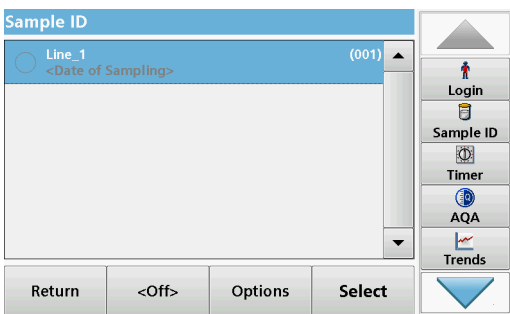 Sample ID
Line_1 (001)
<Date of Sampling>
Login
Sample ID
Timer
AQA
Trends
Return <Off> Options Select